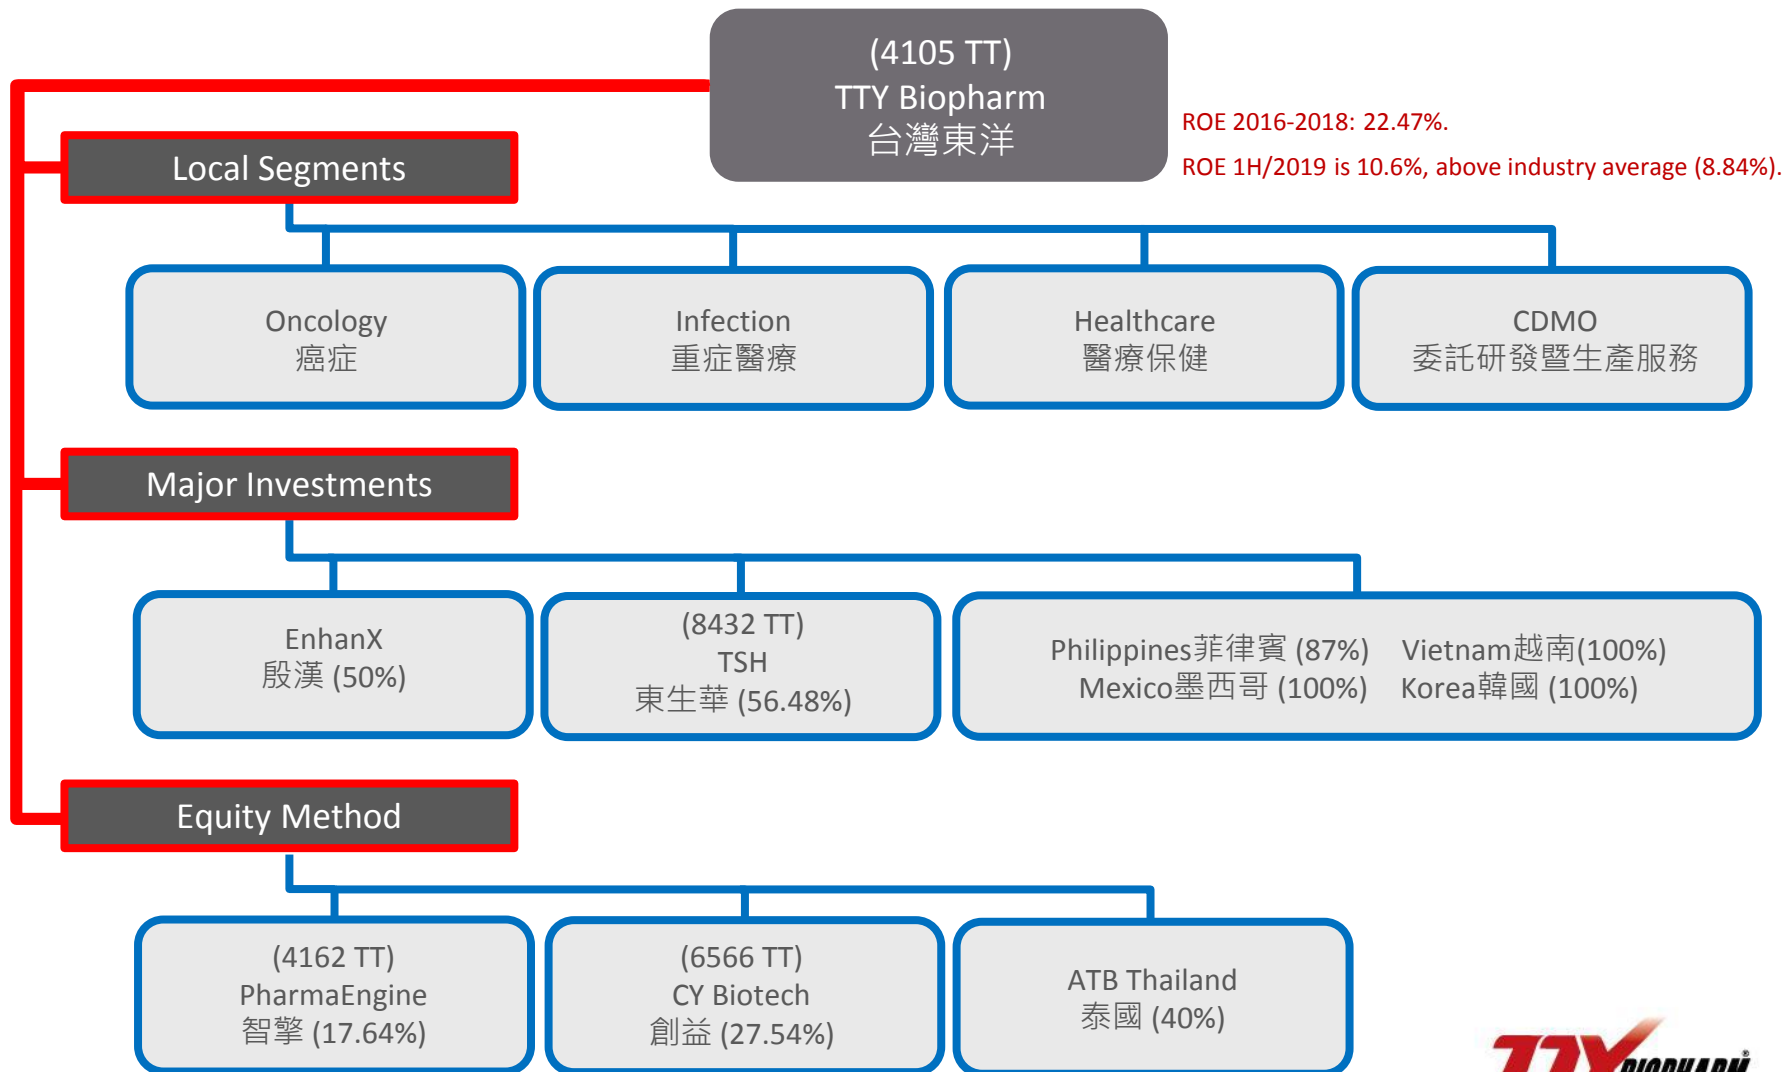 (4105 TT)
TTY Biopharm
台灣東洋
ROE 2016-2018: 22.47%.
ROE 1H/2019 is 10.6%, above industry average (8.84%).
Local Segments
Oncology
癌症
Infection
重症醫療
Healthcare
醫療保健
CDMO
委託研發暨生產服務
Major Investments
EnhanX
殷漢 (50%)
(8432 TT)
TSH
東生華 (56.48%)
Philippines菲律賓 (87%) Vietnam越南(100%)
Mexico墨西哥 (100%) Korea韓國 (100%)
Equity Method
(4162 TT)
PharmaEngine
智擎 (17.64%)
(6566 TT)
CY Biotech
創益 (27.54%)
ATB Thailand
泰國 (40%)
TTY BIOPHARM®